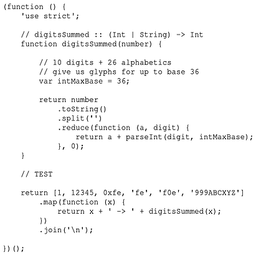 (function () {
    'use strict';

    // digitsSummed :: (Int | String) -> Int
    function digitsSummed(number) {

        // 10 digits + 26 alphabetics
        // give us glyphs for up to base 36
        var intMaxBase = 36;

        return number
            .toString()
            .split('')
            .reduce(function (a, digit) {
                return a + parseInt(digit, intMaxBase);
            }, 0);
    }

    // TEST

    return [1, 12345, 0xfe, 'fe', 'f0e', '999ABCXYZ']
        .map(function (x) {
            return x + ' -> ' + digitsSummed(x);
        })
        .join('\n');

})();